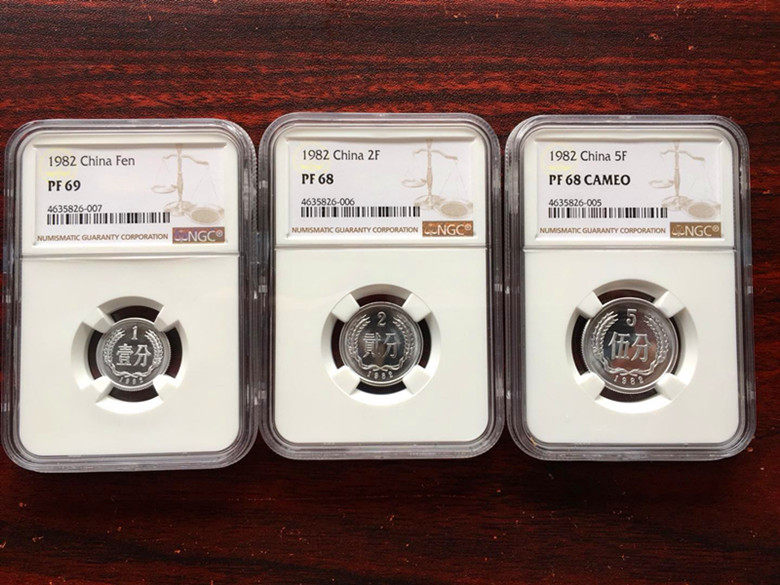 1982 China Fen
PF 69
4635826-007
NUMISMATIC GUARANTY CORPORATION NGC®
1
壹分
1982
1982 China 2F
PF 68
4635826-006
NUMISMATIC GUARANTY CORPORATION NGC®
2
贰分
1982
1982 China 5F
PF 68 CAMEO
4635826-005
NUMISMATIC GUARANTY CORPORATION NGC®
5
伍分
1982